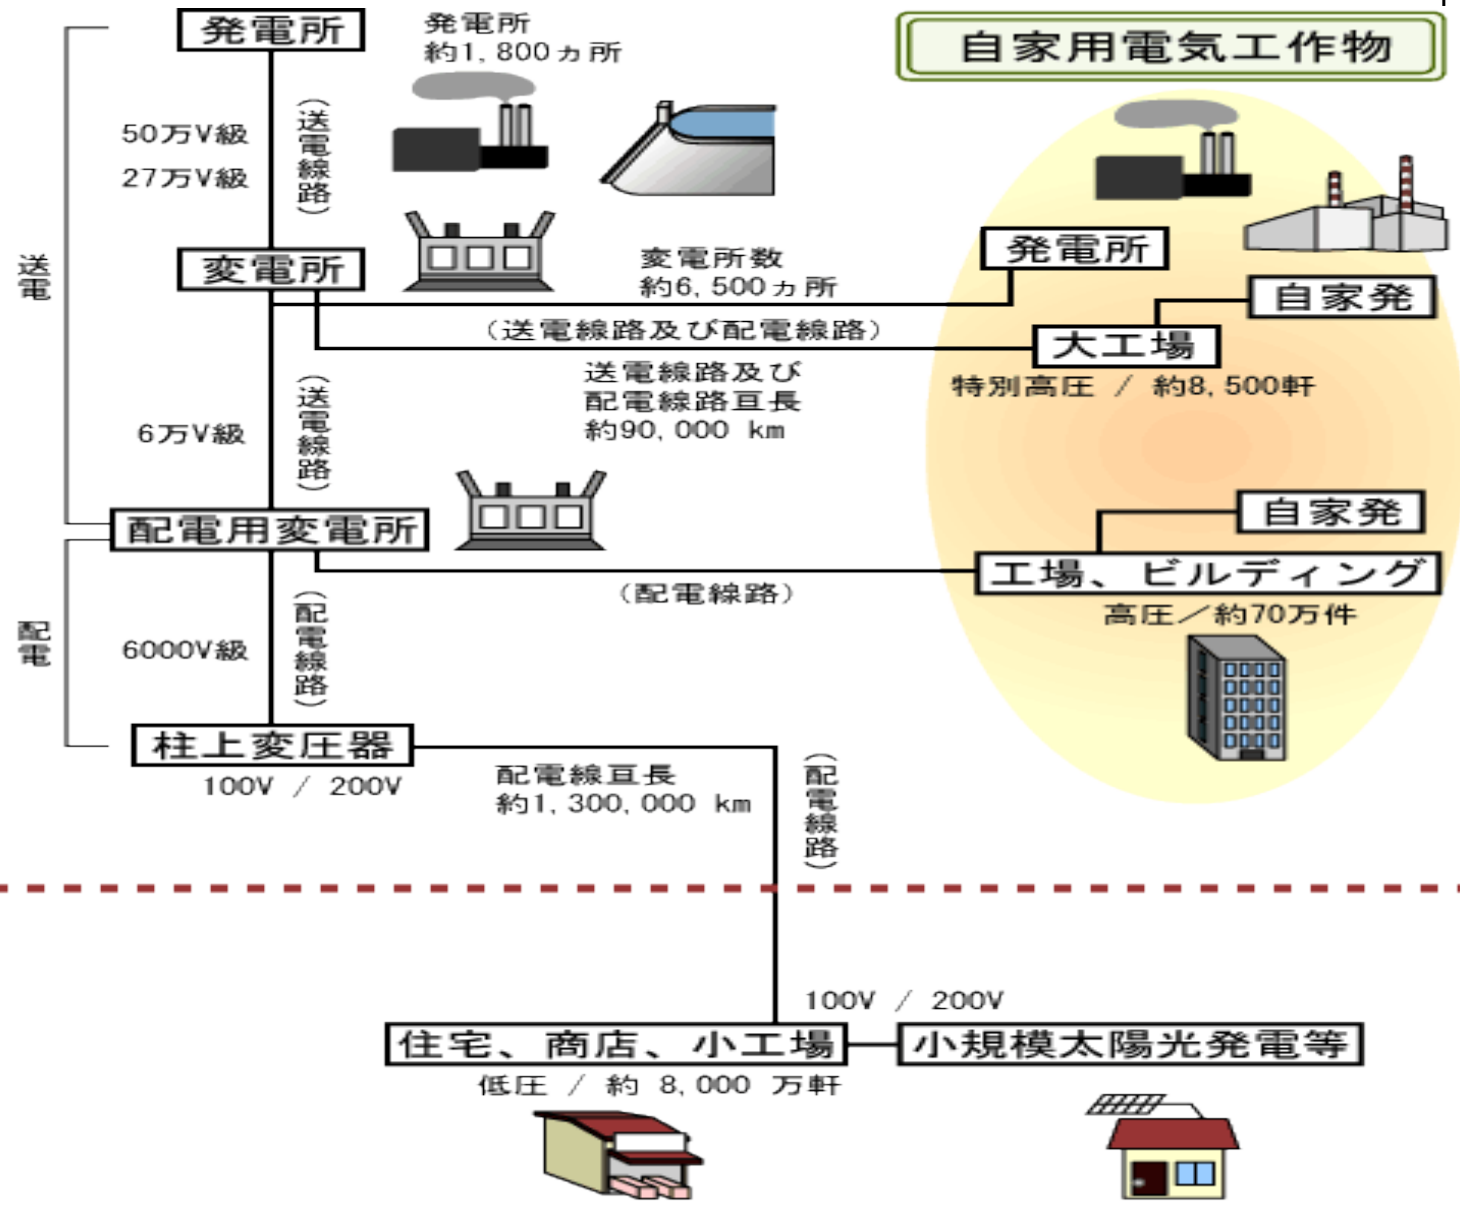 発電所
発電所
約1,800ヵ所
自家用電気工作物
50万V級
27万V級
(送電線路)
送電
変電所
変電所数
約6,500ヵ所
発電所
自家発
(送電線路及び配電線路)
大工場
特別高圧 / 約8,500軒
送電線路及び
配電線路亘長
約90,000 km
6万V級
(送電線路)
配電用変電所
自家発
工場、ビルディング
(配電線路)
高圧／約70万件
配電
6000V級
(配電線路)
柱上変圧器
100V / 200V
配電線亘長
約1,300,000 km
(配電線路)
100V / 200V
住宅、商店、小工場
小規模太陽光発電等
低圧 / 約 8,000 万軒